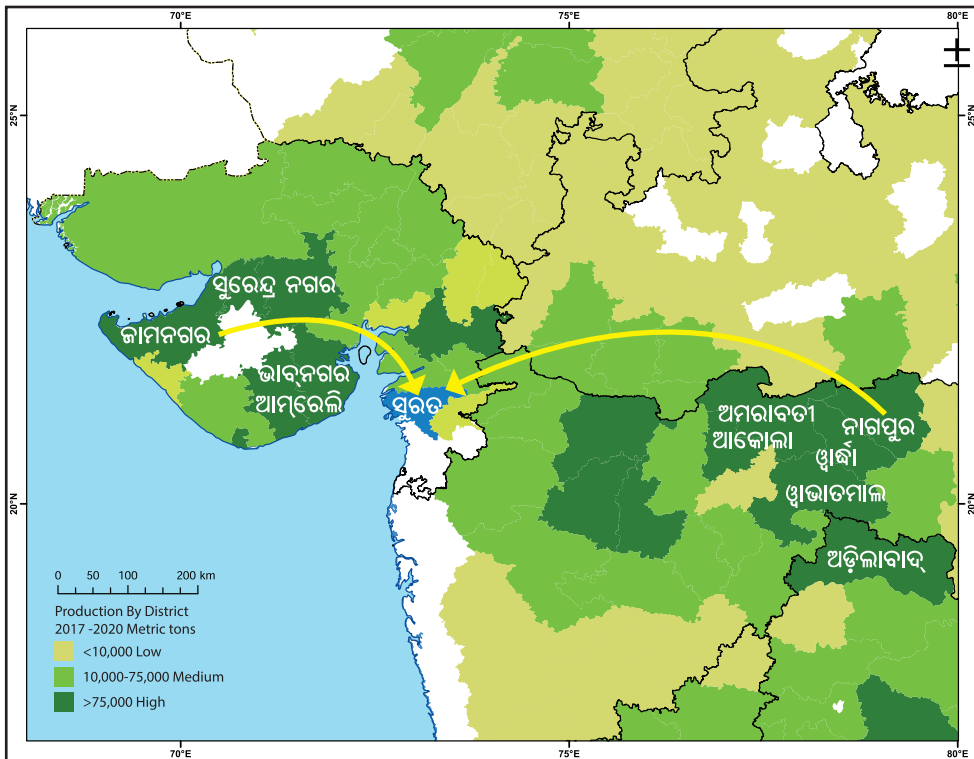 70°E
75°E
80°E
25°N
25°N
ସୁରେନ୍ଦ୍ର ନଗର
ଜାମନଗର
ଭାବ୍‌ନଗର
ଆମ୍‌ରେଲି
ସୁରଟ
ଅମରାବତୀ
ଆକୋଲା
ନାଗପୁର
ୱାର୍ଦ୍ଧା
ୱାଭାତମାଲ
ଅଡ଼ିଲାବାଦ୍
20°N
20°N
0 50 100 200 km
Production By District
2017 -2020 Metric tons
<10,000 Low
10,000-75,000 Medium
>75,000 High
70°E
75°E
80°E